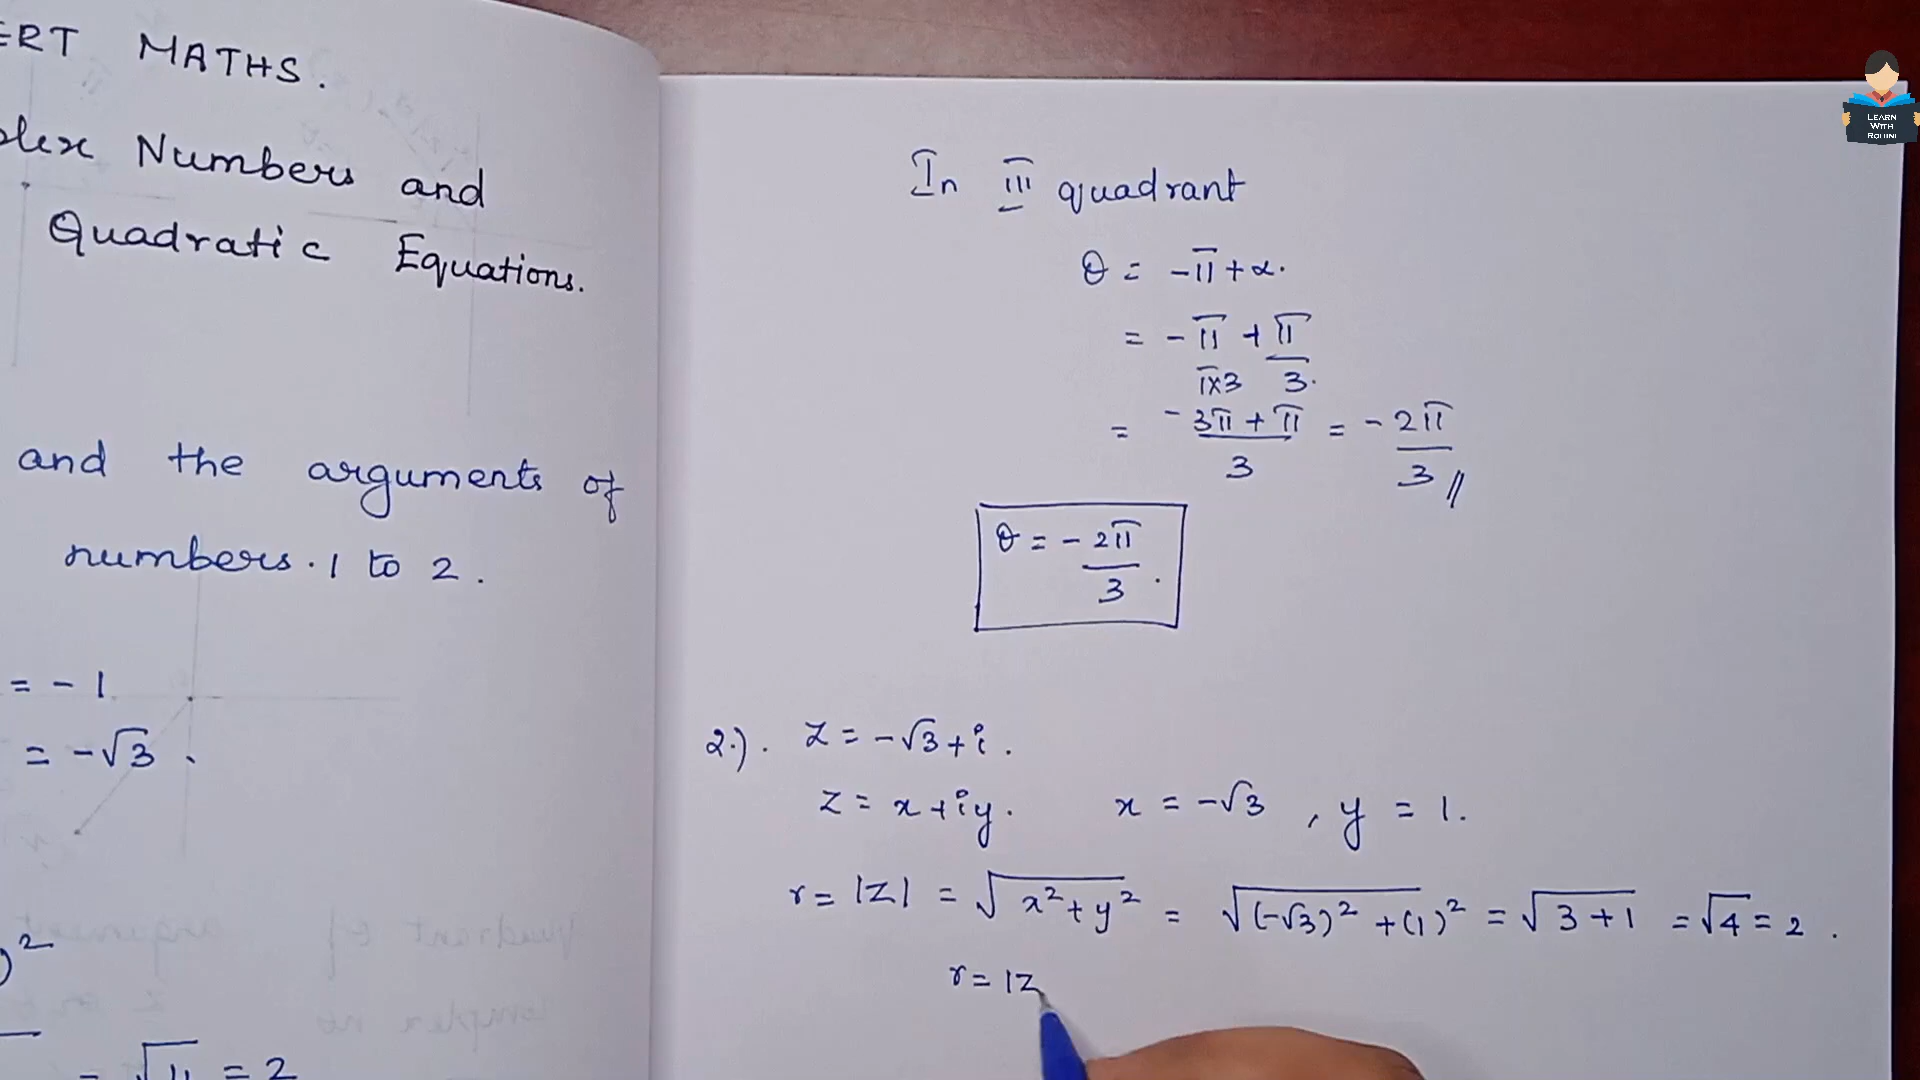 MATHS.
Numbers and
Quadratic Equations.
and the arguments of
numbers. 1 to 2.
= -1
= -√3.
)²
= √4 = 2
In III quadrant
θ = -π+α.
= -π + π
1×3 3.
= -3π + π = -2π
3 3 //
θ = -2π
3 .
2.). z = -√3+i.
z = x+iy. x = -√3 , y = 1.
r = |z| = √x²+y² = √(-√3)² + (1)² = √3+1 = √4 = 2 .
r = |z
LEARN
WITH
ROHINI